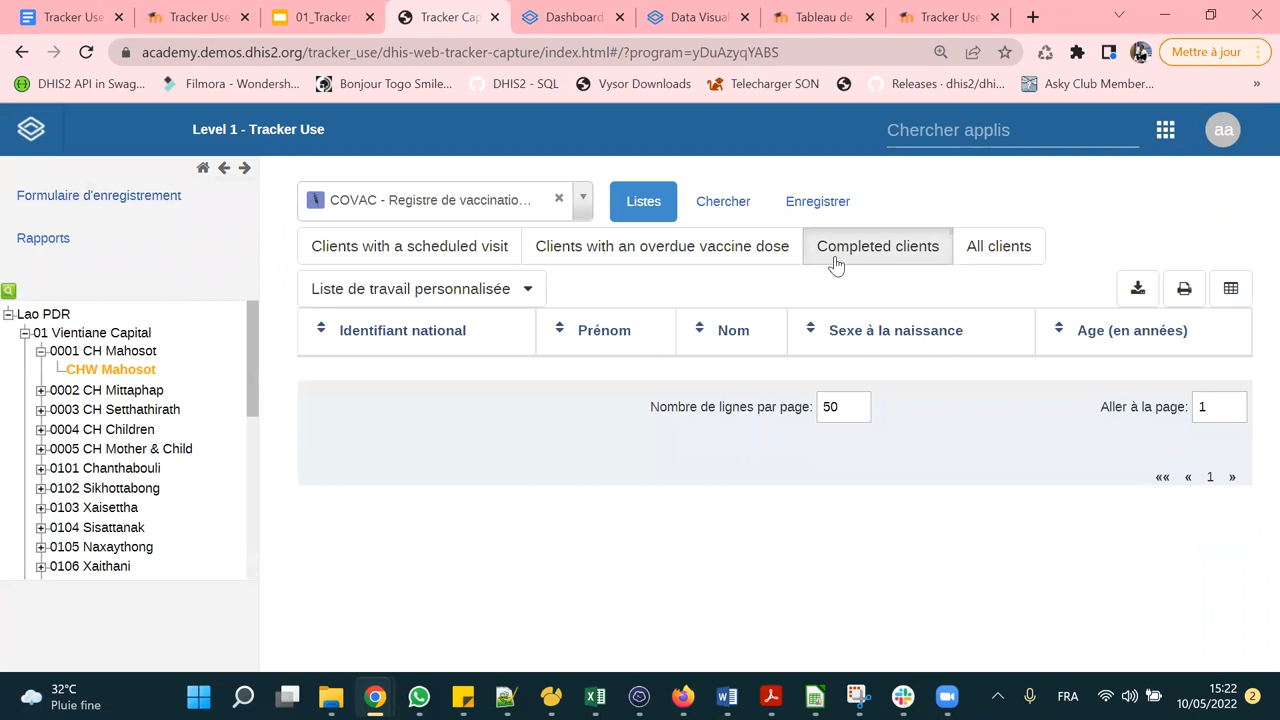 Tracker Use
Tracker Use
01_Tracker
Tracker Cap
Dashboard
Data Visual
Tableau de
Tracker Use
academy.demos.dhis2.org/tracker_use/dhis-web-tracker-capture/index.html#/?program=yDuAzyqYABS
Mettre à jour
DHIS2 API in Swag...
Filmora - Wondersh...
Bonjour Togo Smile...
DHIS2 - SQL
Vysor Downloads
Telecharger SON
Releases · dhis2/dhi...
Asky Club Member...
»
Level 1 - Tracker Use
Chercher applis
aa
Formulaire d'enregistrement
Rapports
COVAC - Registre de vaccinatio...
Listes
Chercher
Enregistrer
Clients with a scheduled visit
Clients with an overdue vaccine dose
Completed clients
All clients
Liste de travail personnalisée
Lao PDR
01 Vientiane Capital
0001 CH Mahosot
CHW Mahosot
0002 CH Mittaphap
0003 CH Setthathirath
0004 CH Children
0005 CH Mother & Child
0101 Chanthabouli
0102 Sikhottabong
0103 Xaisettha
0104 Sisattanak
0105 Naxaythong
0106 Xaithani
Identifiant national
Prénom
Nom
Sexe à la naissance
Age (en années)
Nombre de lignes par page: 50
Aller à la page: 1
«« « 1 »
32°C
Pluie fine
FRA
15:22
10/05/2022
2